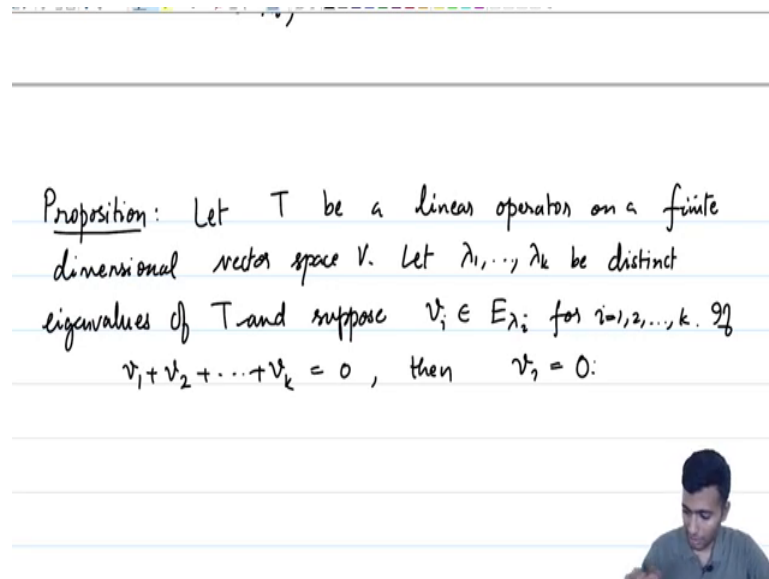 Proposition: Let T be a linear operator on a finite
dimensional vector space V. Let λ₁,..,λₖ be distinct
eigenvalues of T and suppose vᵢ ∈ E_λᵢ for i=1,2,...,k. If
v₁+v₂+...+vₖ = 0, then vᵢ = 0.